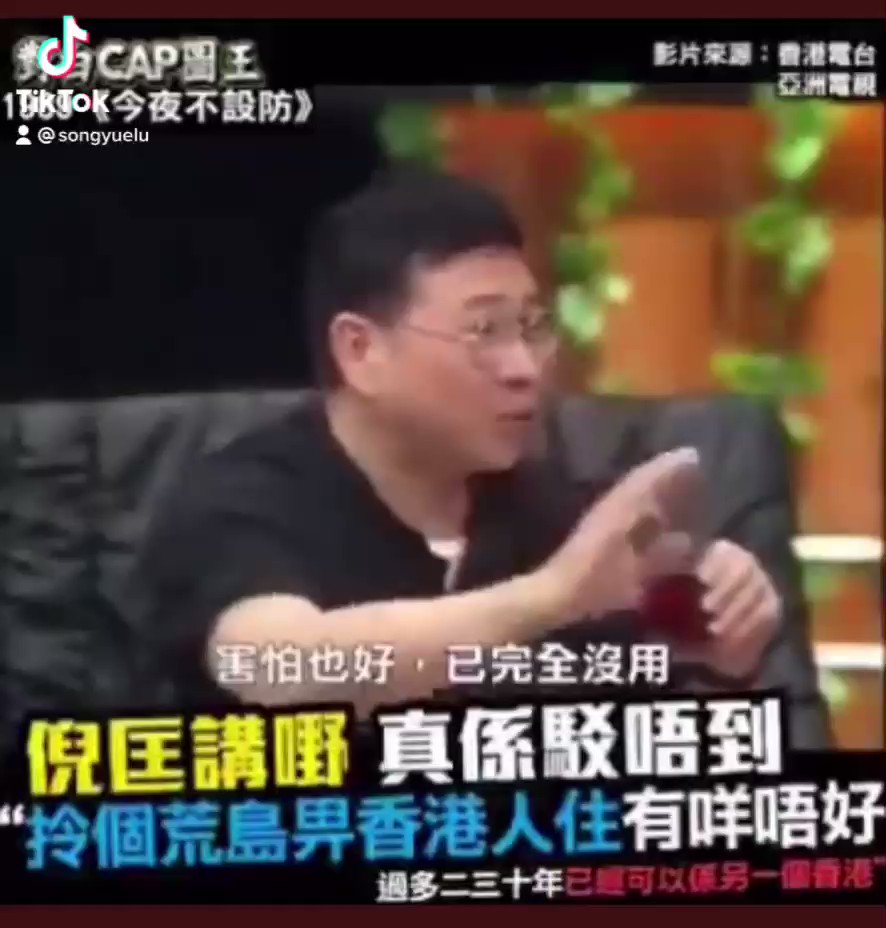 CAP圖王
影片來源：香港電台
亞洲電視
TikTok
《今夜不設防》
@songyuelu
害怕也好，已完全沒用
倪匡講嘢 真係駁唔到
“拎個荒島畀香港人住有咩唔好
過多二三十年已經可以係另一個香港”